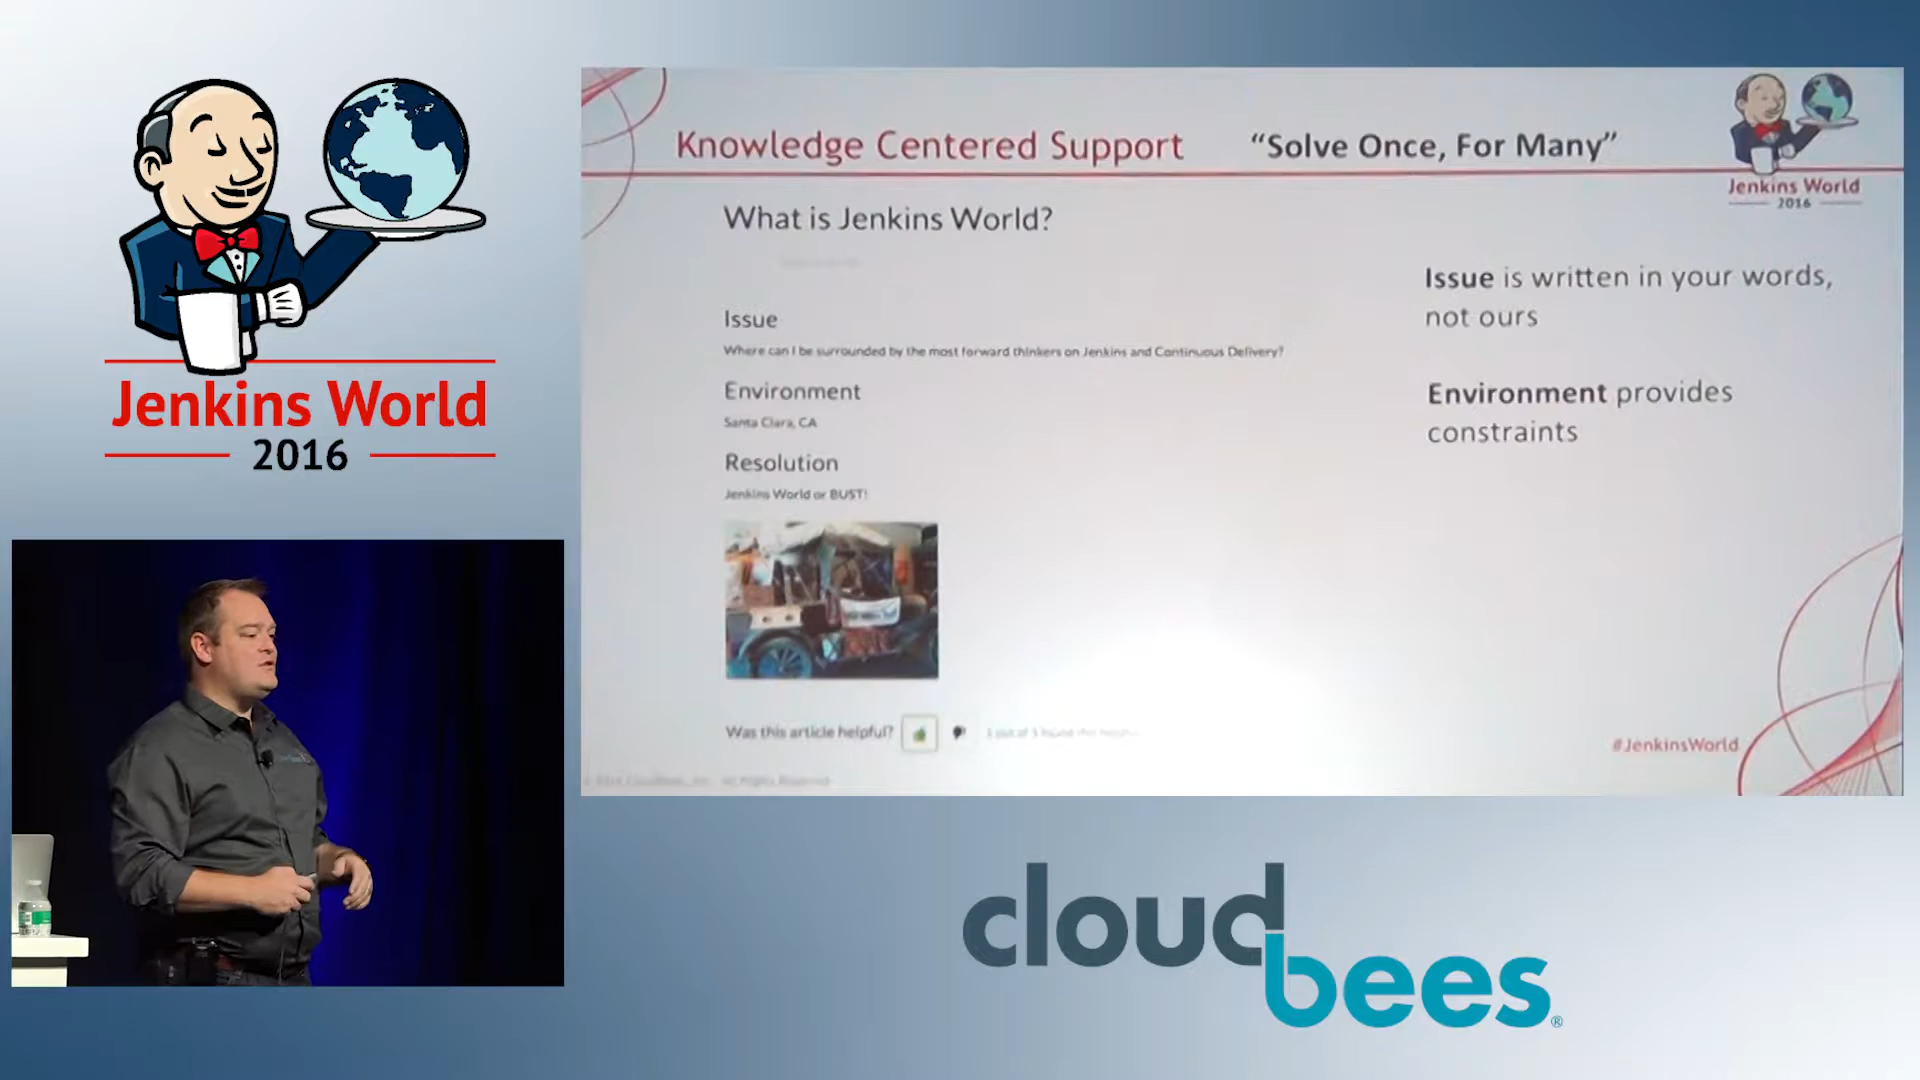 Jenkins World
2016
Knowledge Centered Support “Solve Once, For Many”
Jenkins World
2016
What is Jenkins World?
Issue
Where can I be surrounded by the most forward thinkers on Jenkins and Continuous Delivery?
Environment
Santa Clara, CA
Resolution
Jenkins World or BUST!
Was this article helpful?
Issue is written in your words,
not ours
Environment provides
constraints
#JenkinsWorld
cloud
bees®